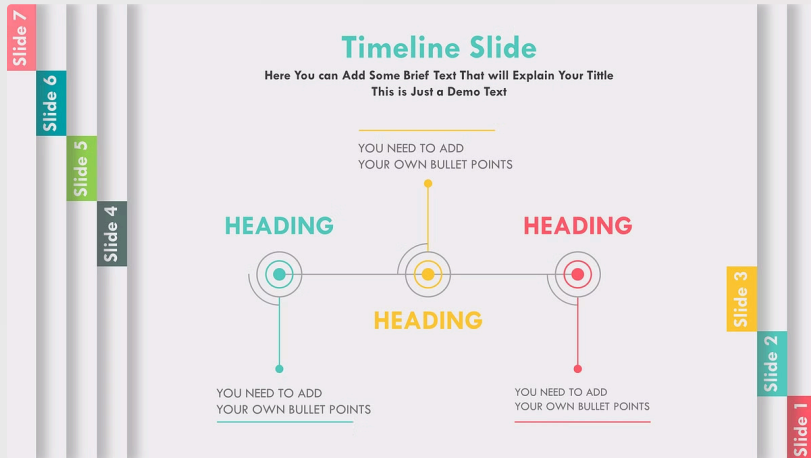 Slide 7
Slide 6
Slide 5
Slide 4
Timeline Slide
Here You can Add Some Brief Text That will Explain Your Tittle
This is Just a Demo Text
YOU NEED TO ADD
YOUR OWN BULLET POINTS
HEADING
HEADING
HEADING
YOU NEED TO ADD
YOUR OWN BULLET POINTS
YOU NEED TO ADD
YOUR OWN BULLET POINTS
Slide 3
Slide 2
Slide 1